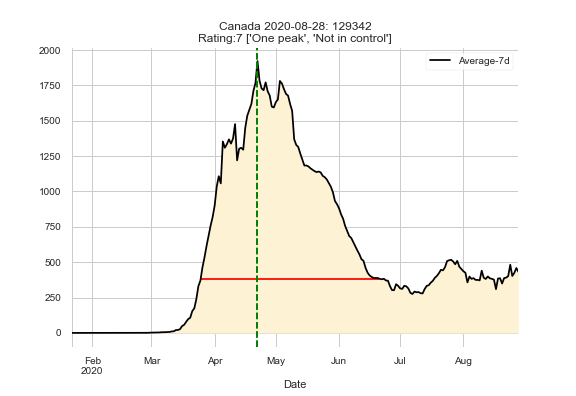 Canada 2020-08-28: 129342
Rating:7 ['One peak', 'Not in control']
Average-7d
2000
1750
1500
1250
1000
750
500
250
0
Feb Mar Apr May Jun Jul Aug
2020
Date